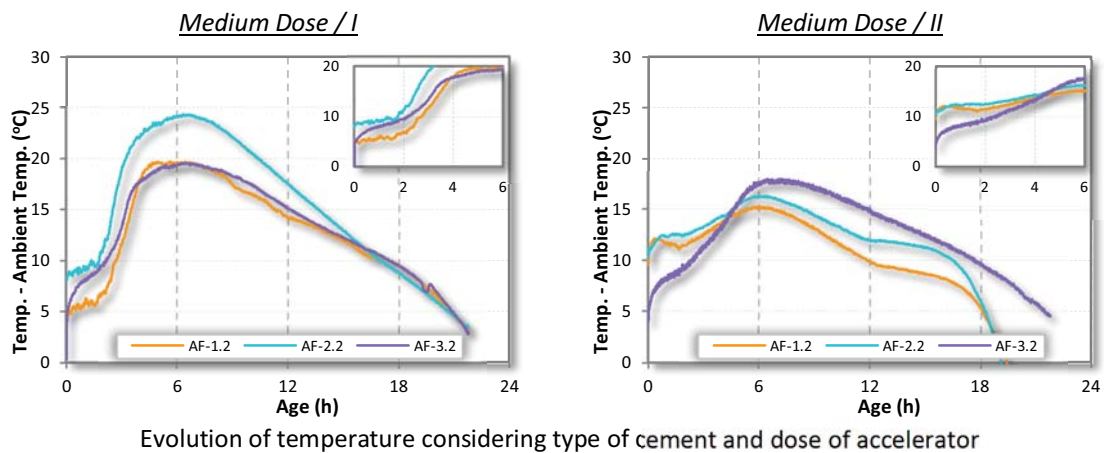 Medium Dose / I
Temp. - Ambient Temp. (ºC)
30
25
20
15
10
5
0
0 6 12 18 24
Age (h)
20
10
0
0 2 4 6
AF-1.2 AF-2.2 AF-3.2
Medium Dose / II
Temp. - Ambient Temp. (ºC)
30
25
20
15
10
5
0
0 6 12 18 24
Age (h)
20
10
0
0 2 4 6
AF-1.2 AF-2.2 AF-3.2
Evolution of temperature considering type of cement and dose of accelerator